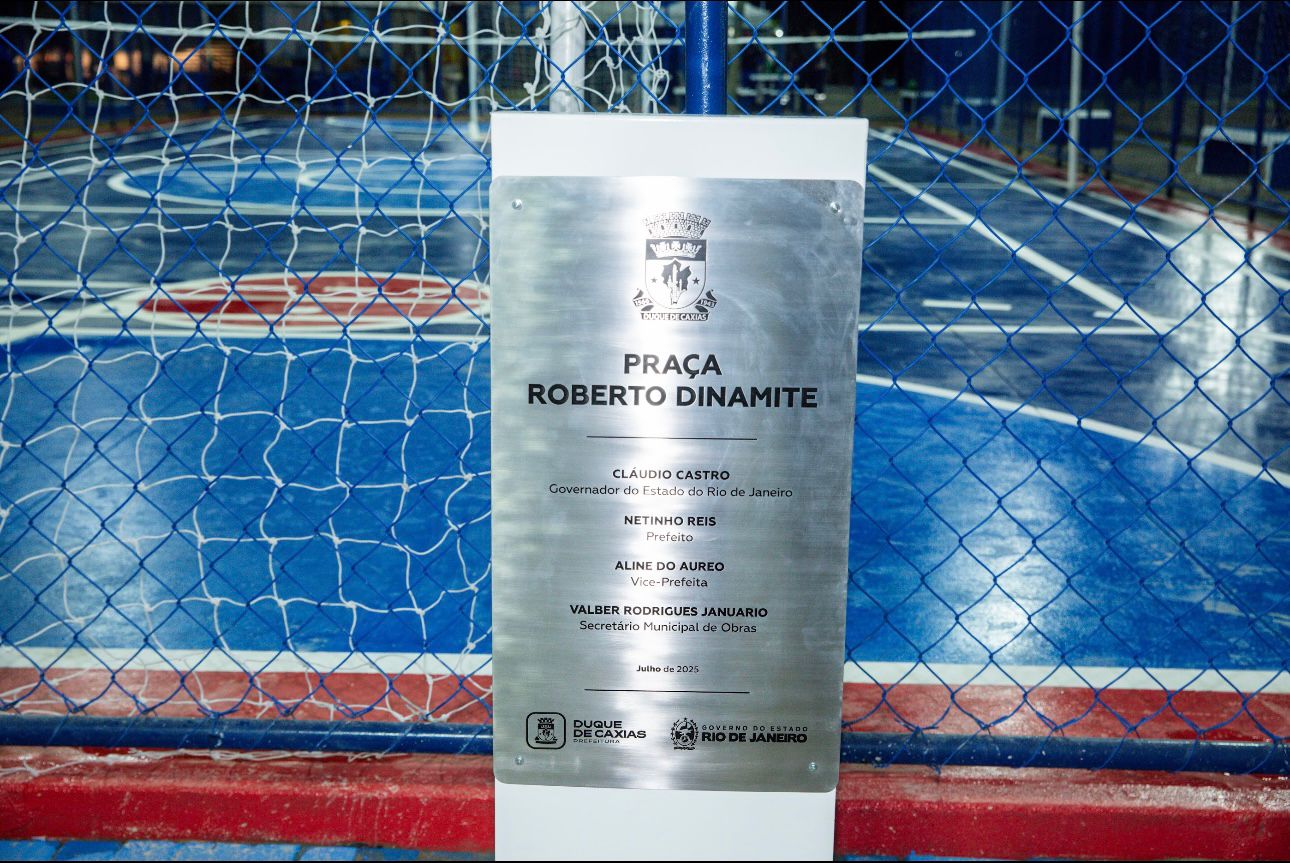 DUQUE DE CAXIAS
PRAÇA
ROBERTO DINAMITE
CLÁUDIO CASTRO
Governador do Estado do Rio de Janeiro
NETINHO REIS
Prefeito
ALINE DO AUREO
Vice-Prefeita
VALBER RODRIGUES JANUARIO
Secretário Municipal de Obras
Julho de 2025
DUQUE
DE CAXIAS
PREFEITURA
GOVERNO DO ESTADO
RIO DE JANEIRO